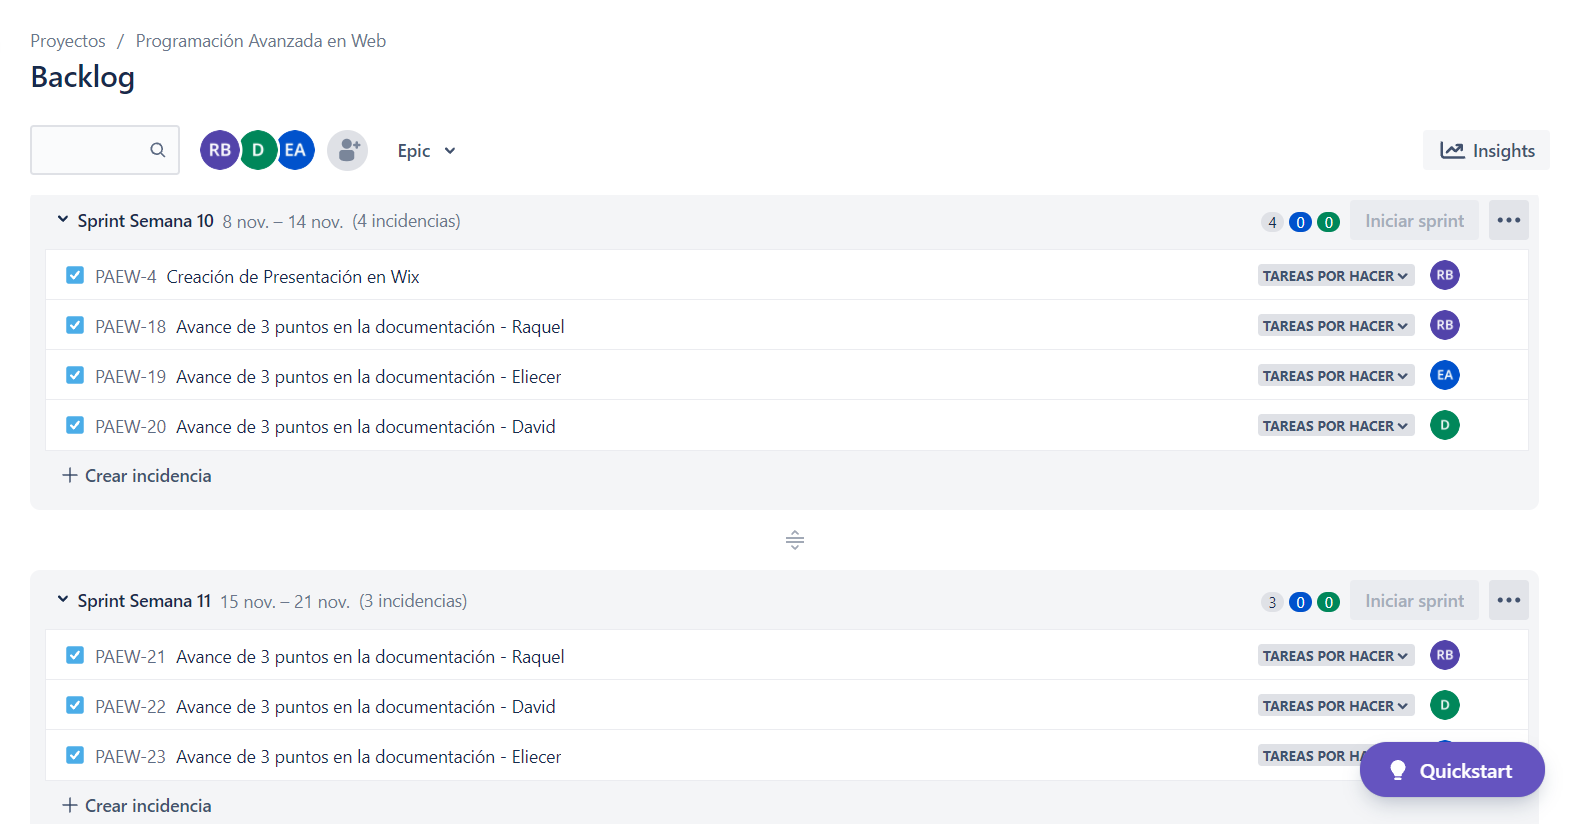 Proyectos / Programación Avanzada en Web
Backlog
RB D EA Epic Insights
Sprint Semana 10 8 nov. – 14 nov. (4 incidencias) 4 0 0 Iniciar sprint
PAEW-4 Creación de Presentación en Wix TAREAS POR HACER RB
PAEW-18 Avance de 3 puntos en la documentación - Raquel TAREAS POR HACER RB
PAEW-19 Avance de 3 puntos en la documentación - Eliecer TAREAS POR HACER EA
PAEW-20 Avance de 3 puntos en la documentación - David TAREAS POR HACER D
+ Crear incidencia
Sprint Semana 11 15 nov. – 21 nov. (3 incidencias) 3 0 0 Iniciar sprint
PAEW-21 Avance de 3 puntos en la documentación - Raquel TAREAS POR HACER RB
PAEW-22 Avance de 3 puntos en la documentación - David TAREAS POR HACER D
PAEW-23 Avance de 3 puntos en la documentación - Eliecer TAREAS POR
Quickstart
+ Crear incidencia